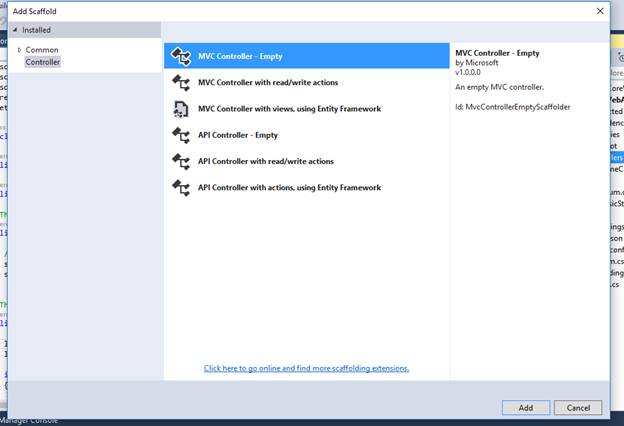 Add Scaffold
Installed
Common
Controller
MVC Controller - Empty
MVC Controller with read/write actions
MVC Controller with views, using Entity Framework
API Controller - Empty
API Controller with read/write actions
API Controller with actions, using Entity Framework
Click here to go online and find more scaffolding extensions.
MVC Controller - Empty
by Microsoft
v1.0.0.0
An empty MVC controller.
Id: MvcControllerEmptyScaffolder
Add
Cancel
Manager Console